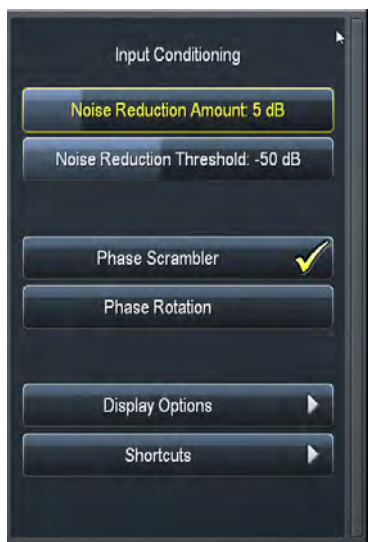 Input Conditioning
Noise Reduction Amount: 5 dB
Noise Reduction Threshold: -50 dB
Phase Scrambler
Phase Rotation
Display Options
Shortcuts